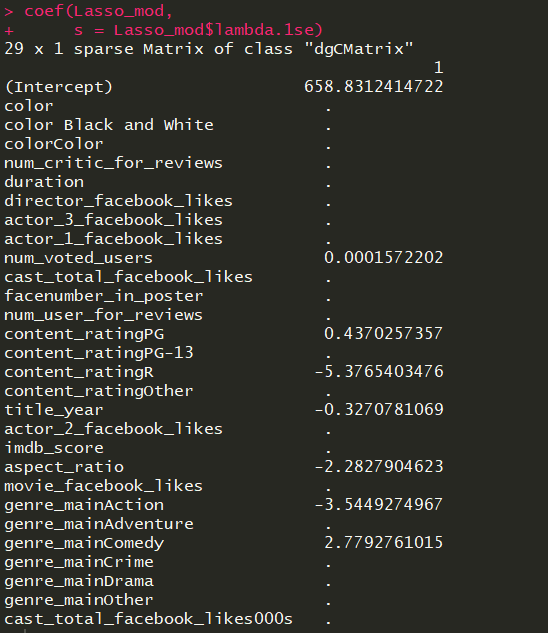 > coef(Lasso_mod,
+      s = Lasso_mod$lambda.1se)
29 x 1 sparse Matrix of class "dgCMatrix"
                                        1
(Intercept)                658.8312414722
color                        .
color Black and White        .
colorColor                   .
num_critic_for_reviews       .
duration                     .
director_facebook_likes      .
actor_3_facebook_likes       .
actor_1_facebook_likes       .
num_voted_users              0.0001572202
cast_total_facebook_likes    .
facenumber_in_poster         .
num_user_for_reviews         .
content_ratingPG             0.4370257357
content_ratingPG-13          .
content_ratingR             -5.3765403476
content_ratingOther          .
title_year                  -0.3270781069
actor_2_facebook_likes       .
imdb_score                   .
aspect_ratio                -2.2827904623
movie_facebook_likes         .
genre_mainAction            -3.5449274967
genre_mainAdventure          .
genre_mainComedy             2.7792761015
genre_mainCrime              .
genre_mainDrama              .
genre_mainOther              .
cast_total_facebook_likes000s .